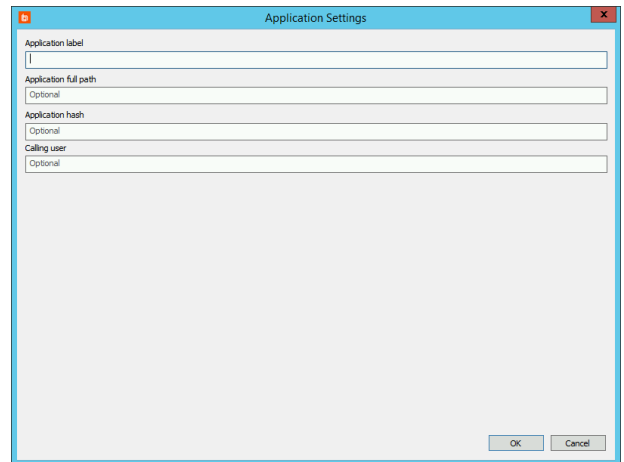 b
Application Settings
x
Application label
Application full path
Optional
Application hash
Optional
Calling user
Optional
OK Cancel